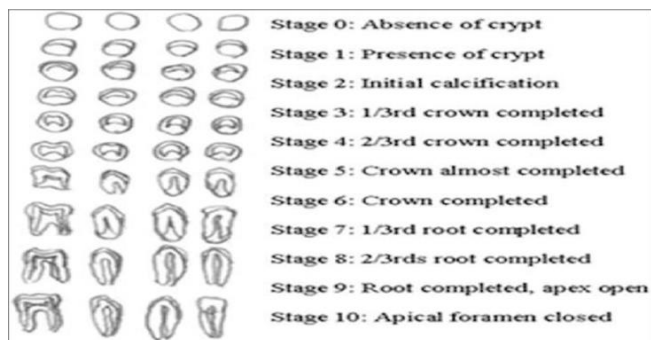 Stage 0: Absence of crypt
Stage 1: Presence of crypt
Stage 2: Initial calcification
Stage 3: 1/3rd crown completed
Stage 4: 2/3rd crown completed
Stage 5: Crown almost completed
Stage 6: Crown completed
Stage 7: 1/3rd root completed
Stage 8: 2/3rds root completed
Stage 9: Root completed, apex open
Stage 10: Apical foramen closed